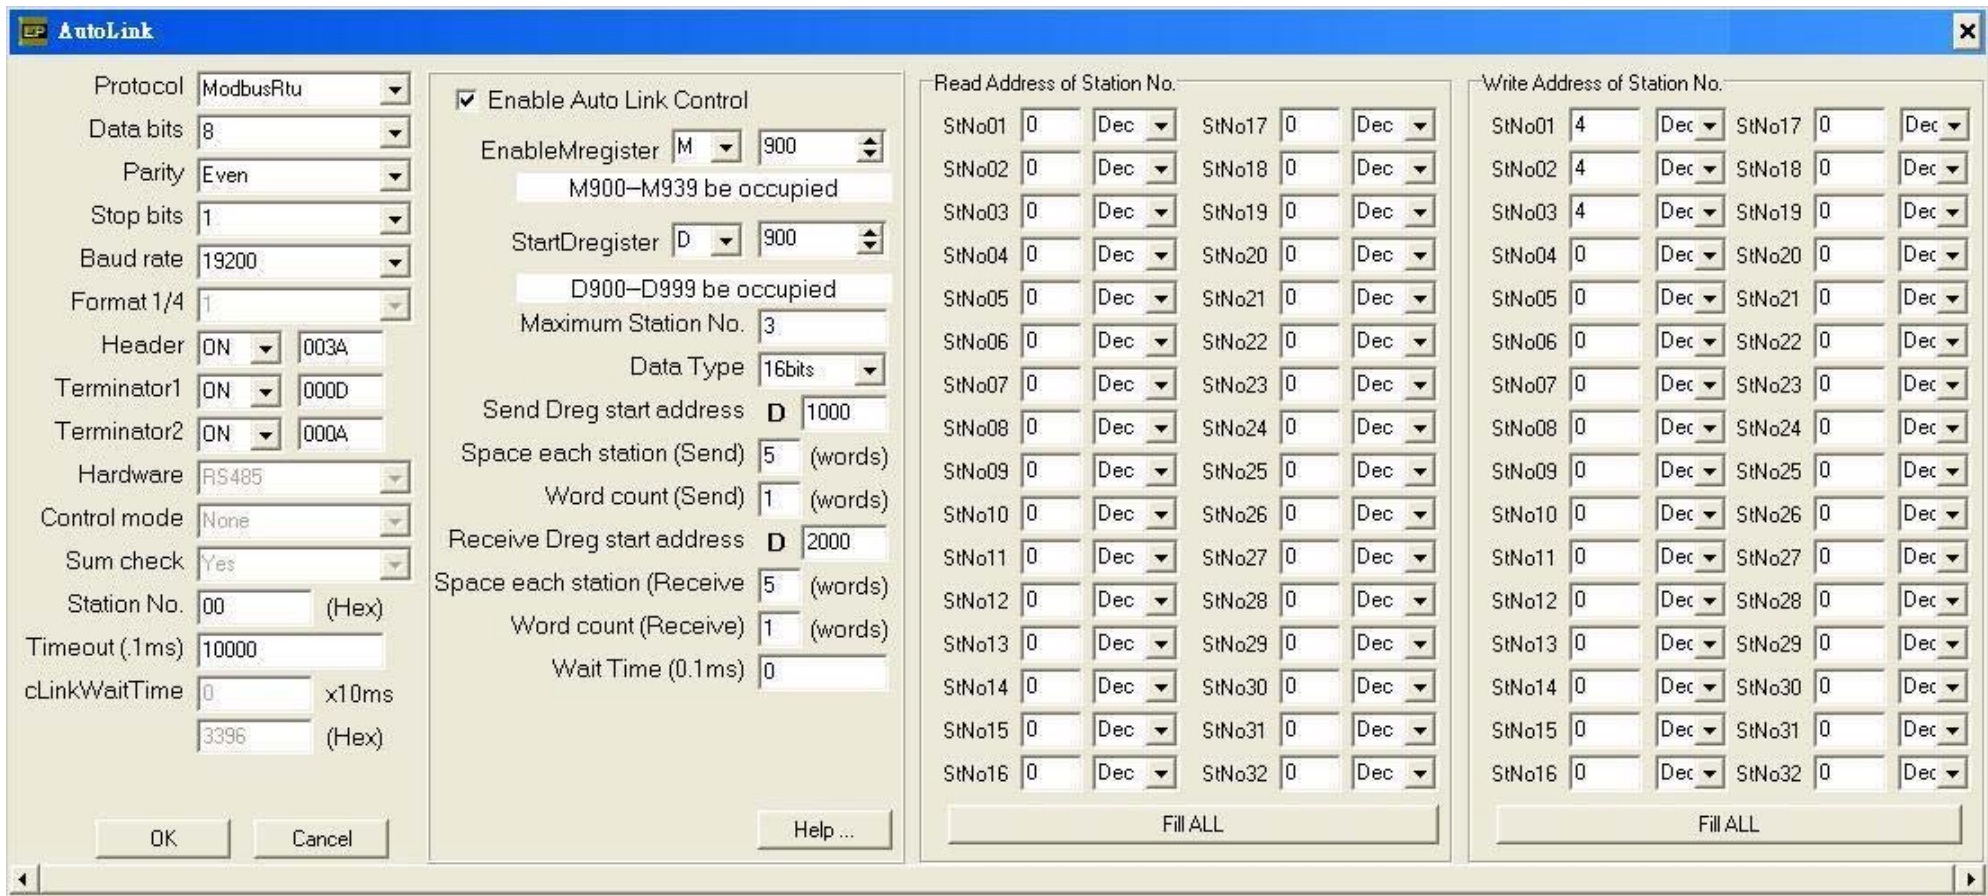 AutoLink
Protocol ModbusRtu
Data bits 8
Parity Even
Stop bits 1
Baud rate 19200
Format 1/4 1
Header ON 003A
Terminator1 ON 000D
Terminator2 ON 000A
Hardware RS485
Control mode None
Sum check Yes
Station No. 00 (Hex)
Timeout (.1ms) 10000
cLinkWaitTime 0 x10ms
3396 (Hex)
OK Cancel
Enable Auto Link Control
EnableMregister M 900
M900--M939 be occupied
StartDregister D 900
D900--D999 be occupied
Maximum Station No. 3
Data Type 16bits
Send Dreg start address D 1000
Space each station (Send) 5 (words)
Word count (Send) 1 (words)
Receive Dreg start address D 2000
Space each station (Receive 5 (words)
Word count (Receive) 1 (words)
Wait Time (0.1ms) 0
Help ...
Read Address of Station No.
StNo01 0 Dec StNo17 0 Dec
StNo02 0 Dec StNo18 0 Dec
StNo03 0 Dec StNo19 0 Dec
StNo04 0 Dec StNo20 0 Dec
StNo05 0 Dec StNo21 0 Dec
StNo06 0 Dec StNo22 0 Dec
StNo07 0 Dec StNo23 0 Dec
StNo08 0 Dec StNo24 0 Dec
StNo09 0 Dec StNo25 0 Dec
StNo10 0 Dec StNo26 0 Dec
StNo11 0 Dec StNo27 0 Dec
StNo12 0 Dec StNo28 0 Dec
StNo13 0 Dec StNo29 0 Dec
StNo14 0 Dec StNo30 0 Dec
StNo15 0 Dec StNo31 0 Dec
StNo16 0 Dec StNo32 0 Dec
Fill ALL
Write Address of Station No.
StNo01 4 Dec StNo17 0 Dec
StNo02 4 Dec StNo18 0 Dec
StNo03 4 Dec StNo19 0 Dec
StNo04 0 Dec StNo20 0 Dec
StNo05 0 Dec StNo21 0 Dec
StNo06 0 Dec StNo22 0 Dec
StNo07 0 Dec StNo23 0 Dec
StNo08 0 Dec StNo24 0 Dec
StNo09 0 Dec StNo25 0 Dec
StNo10 0 Dec StNo26 0 Dec
StNo11 0 Dec StNo27 0 Dec
StNo12 0 Dec StNo28 0 Dec
StNo13 0 Dec StNo29 0 Dec
StNo14 0 Dec StNo30 0 Dec
StNo15 0 Dec StNo31 0 Dec
StNo16 0 Dec StNo32 0 Dec
Fill ALL